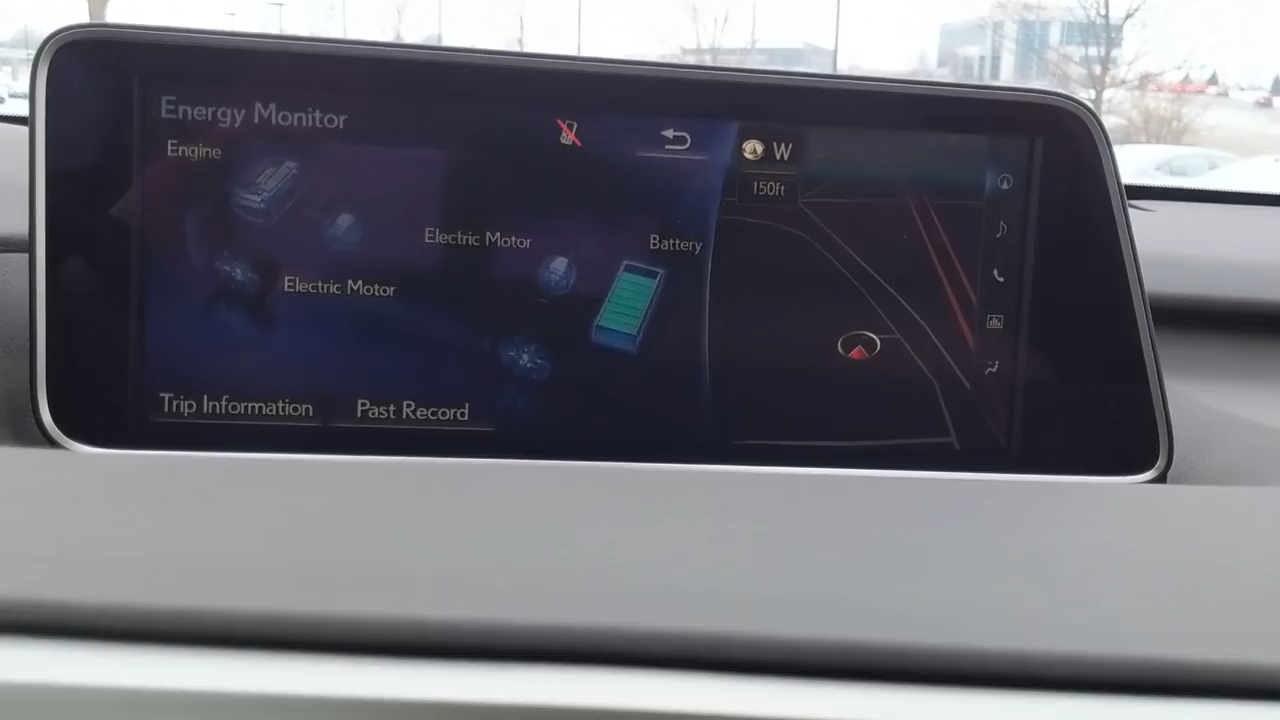 Energy Monitor
Engine
Electric Motor
Battery
Electric Motor
Trip Information
Past Record
W
150ft